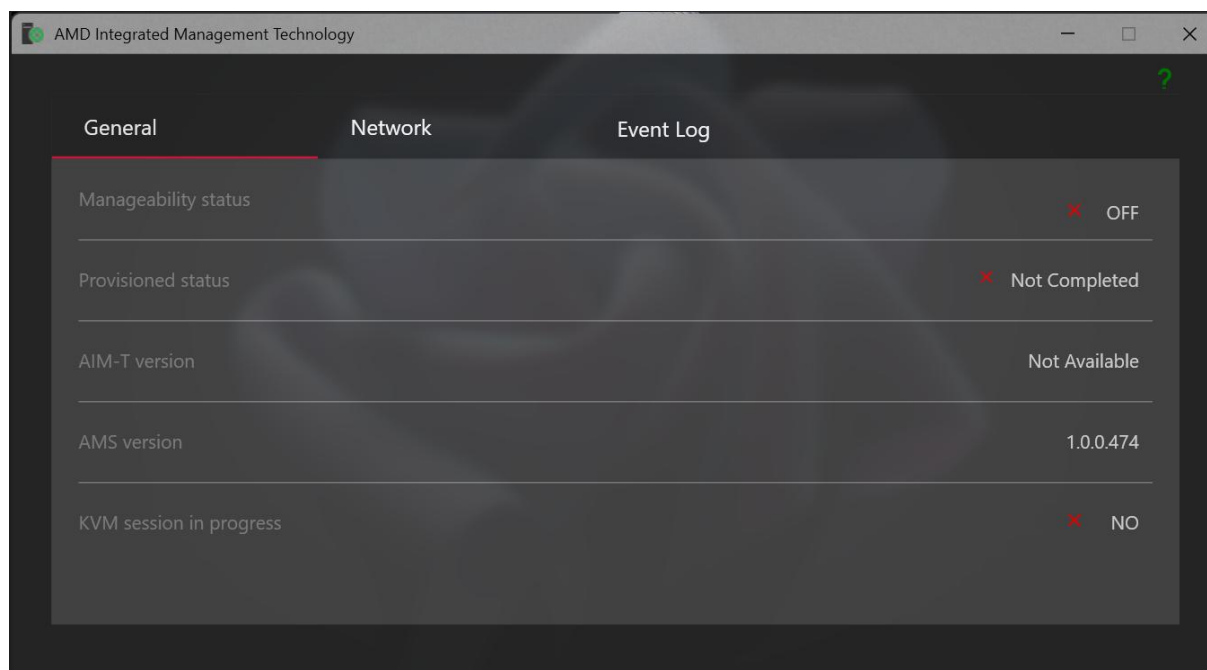 AMD Integrated Management Technology
?
General Network Event Log
Manageability status OFF
Provisioned status Not Completed
AIM-T version Not Available
AMS version 1.0.0.474
KVM session in progress NO